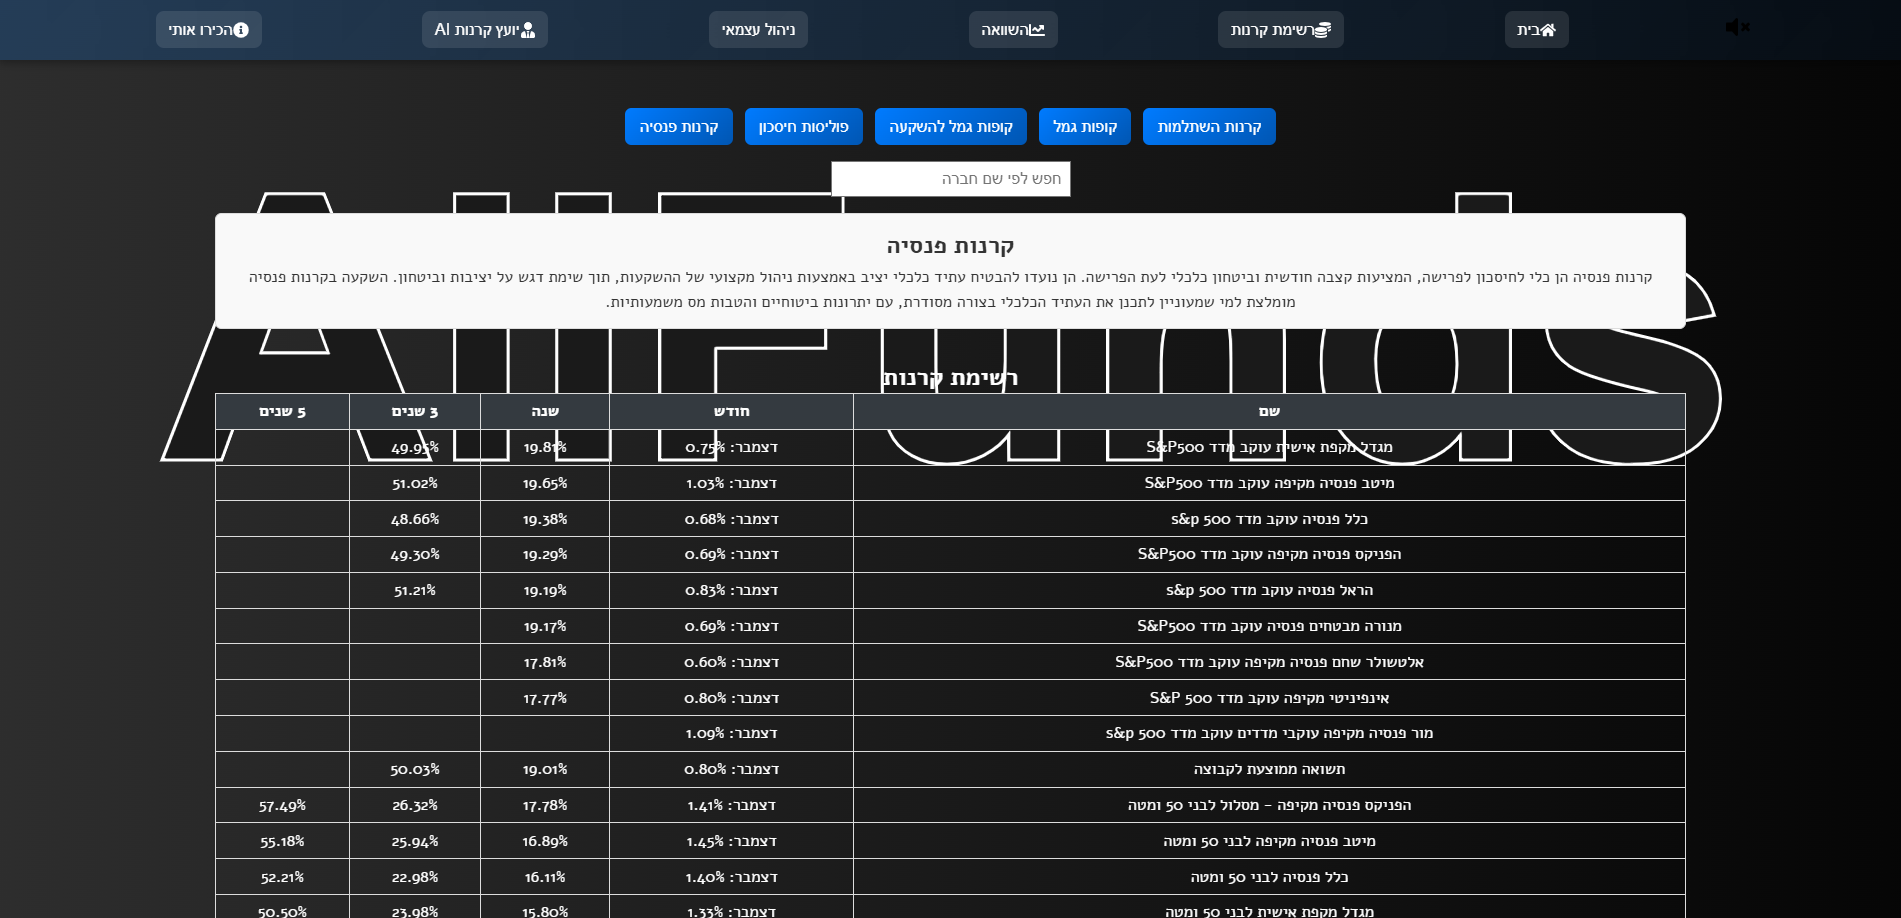 בית
רשימת קרנות
השוואה
ניהול עצמאי
יועץ קרנות AI
הכירו אותי
קרנות השתלמות
קופות גמל
קופות גמל להשקעה
פוליסות חיסכון
קרנות פנסיה
חפש לפי שם חברה
AllFunds
קרנות פנסיה
קרנות פנסיה הן כלי לחיסכון לפרישה, המציעות קצבה חודשית וביטחון כלכלי לעת הפרישה. הן נועדו להבטיח עתיד כלכלי יציב באמצעות ניהול מקצועי של ההשקעות, תוך שימת דגש על יציבות וביטחון. השקעה בקרנות פנסיה
מומלצת למי שמעוניין לתכנן את העתיד הכלכלי בצורה מסודרת, עם יתרונות ביטוחיים והטבות מס משמעותיות.
רשימת קרנות
שם חודש שנה 3 שנים 5 שנים
מגדל מקפת אישית עוקב מדד S&P500 דצמבר: 0.75% 19.81% 49.95%
מיטב פנסיה מקיפה עוקב מדד S&P500 דצמבר: 1.03% 19.65% 51.02%
כלל פנסיה עוקב מדד s&p 500 דצמבר: 0.68% 19.38% 48.66%
הפניקס פנסיה מקיפה עוקב מדד S&P500 דצמבר: 0.69% 19.29% 49.30%
הראל פנסיה עוקב מדד s&p 500 דצמבר: 0.83% 19.19% 51.21%
מנורה מבטחים פנסיה עוקב מדד S&P500 דצמבר: 0.69% 19.17%
אלטשולר שחם פנסיה מקיפה עוקב מדד S&P500 דצמבר: 0.60% 17.81%
אינפיניטי מקיפה עוקב מדד S&P 500 דצמבר: 0.80% 17.77%
מור פנסיה מקיפה עוקבי מדדים עוקב מדד s&p 500 דצמבר: 1.09%
תשואה ממוצעת לקבוצה דצמבר: 0.80% 19.01% 50.03%
הפניקס פנסיה מקיפה - מסלול לבני 50 ומטה דצמבר: 1.41% 17.78% 26.32% 57.49%
מיטב פנסיה מקיפה לבני 50 ומטה דצמבר: 1.45% 16.89% 25.94% 55.18%
כלל פנסיה לבני 50 ומטה דצמבר: 1.40% 16.11% 22.98% 52.21%
מגדל מקפת אישית לבני 50 ומטה דצמבר: 1.33% 15.80% 23.98% 50.50%